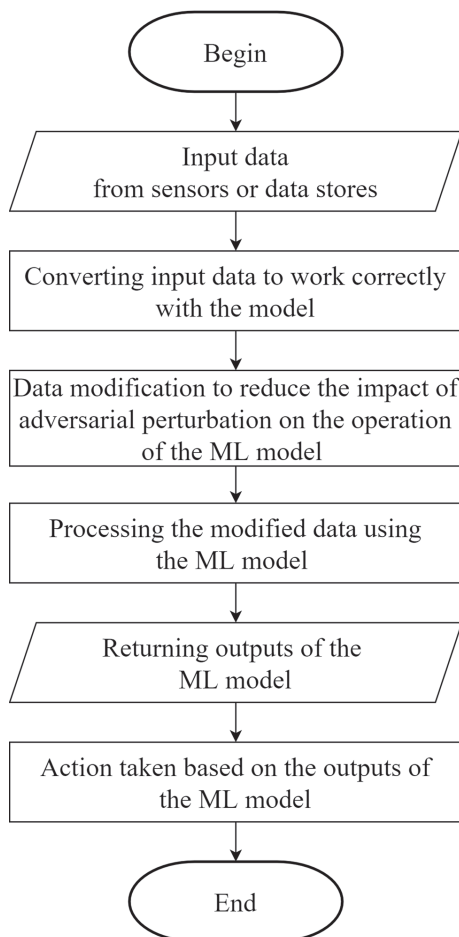 Begin
Input data
from sensors or data stores
Converting input data to work correctly
with the model
Data modification to reduce the impact of
adversarial perturbation on the operation
of the ML model
Processing the modified data using
the ML model
Returning outputs of the
ML model
Action taken based on the outputs of
the ML model
End